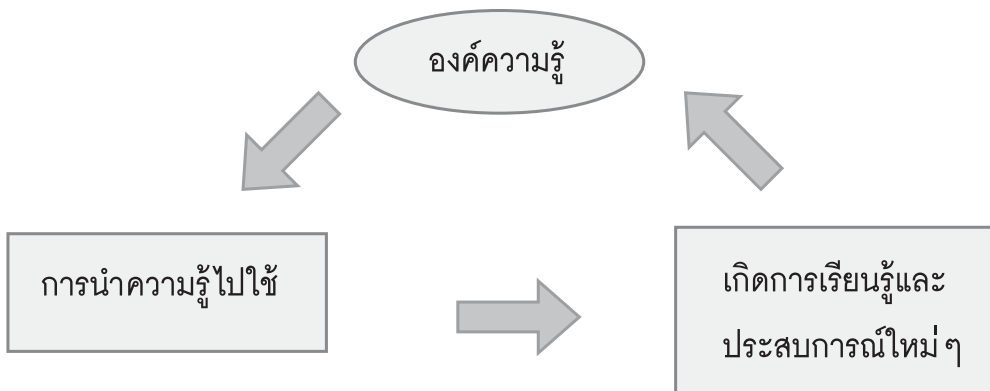 องค์ความรู้
การนำความรู้ไปใช้
เกิดการเรียนรู้และ
ประสบการณ์ใหม่ ๆ